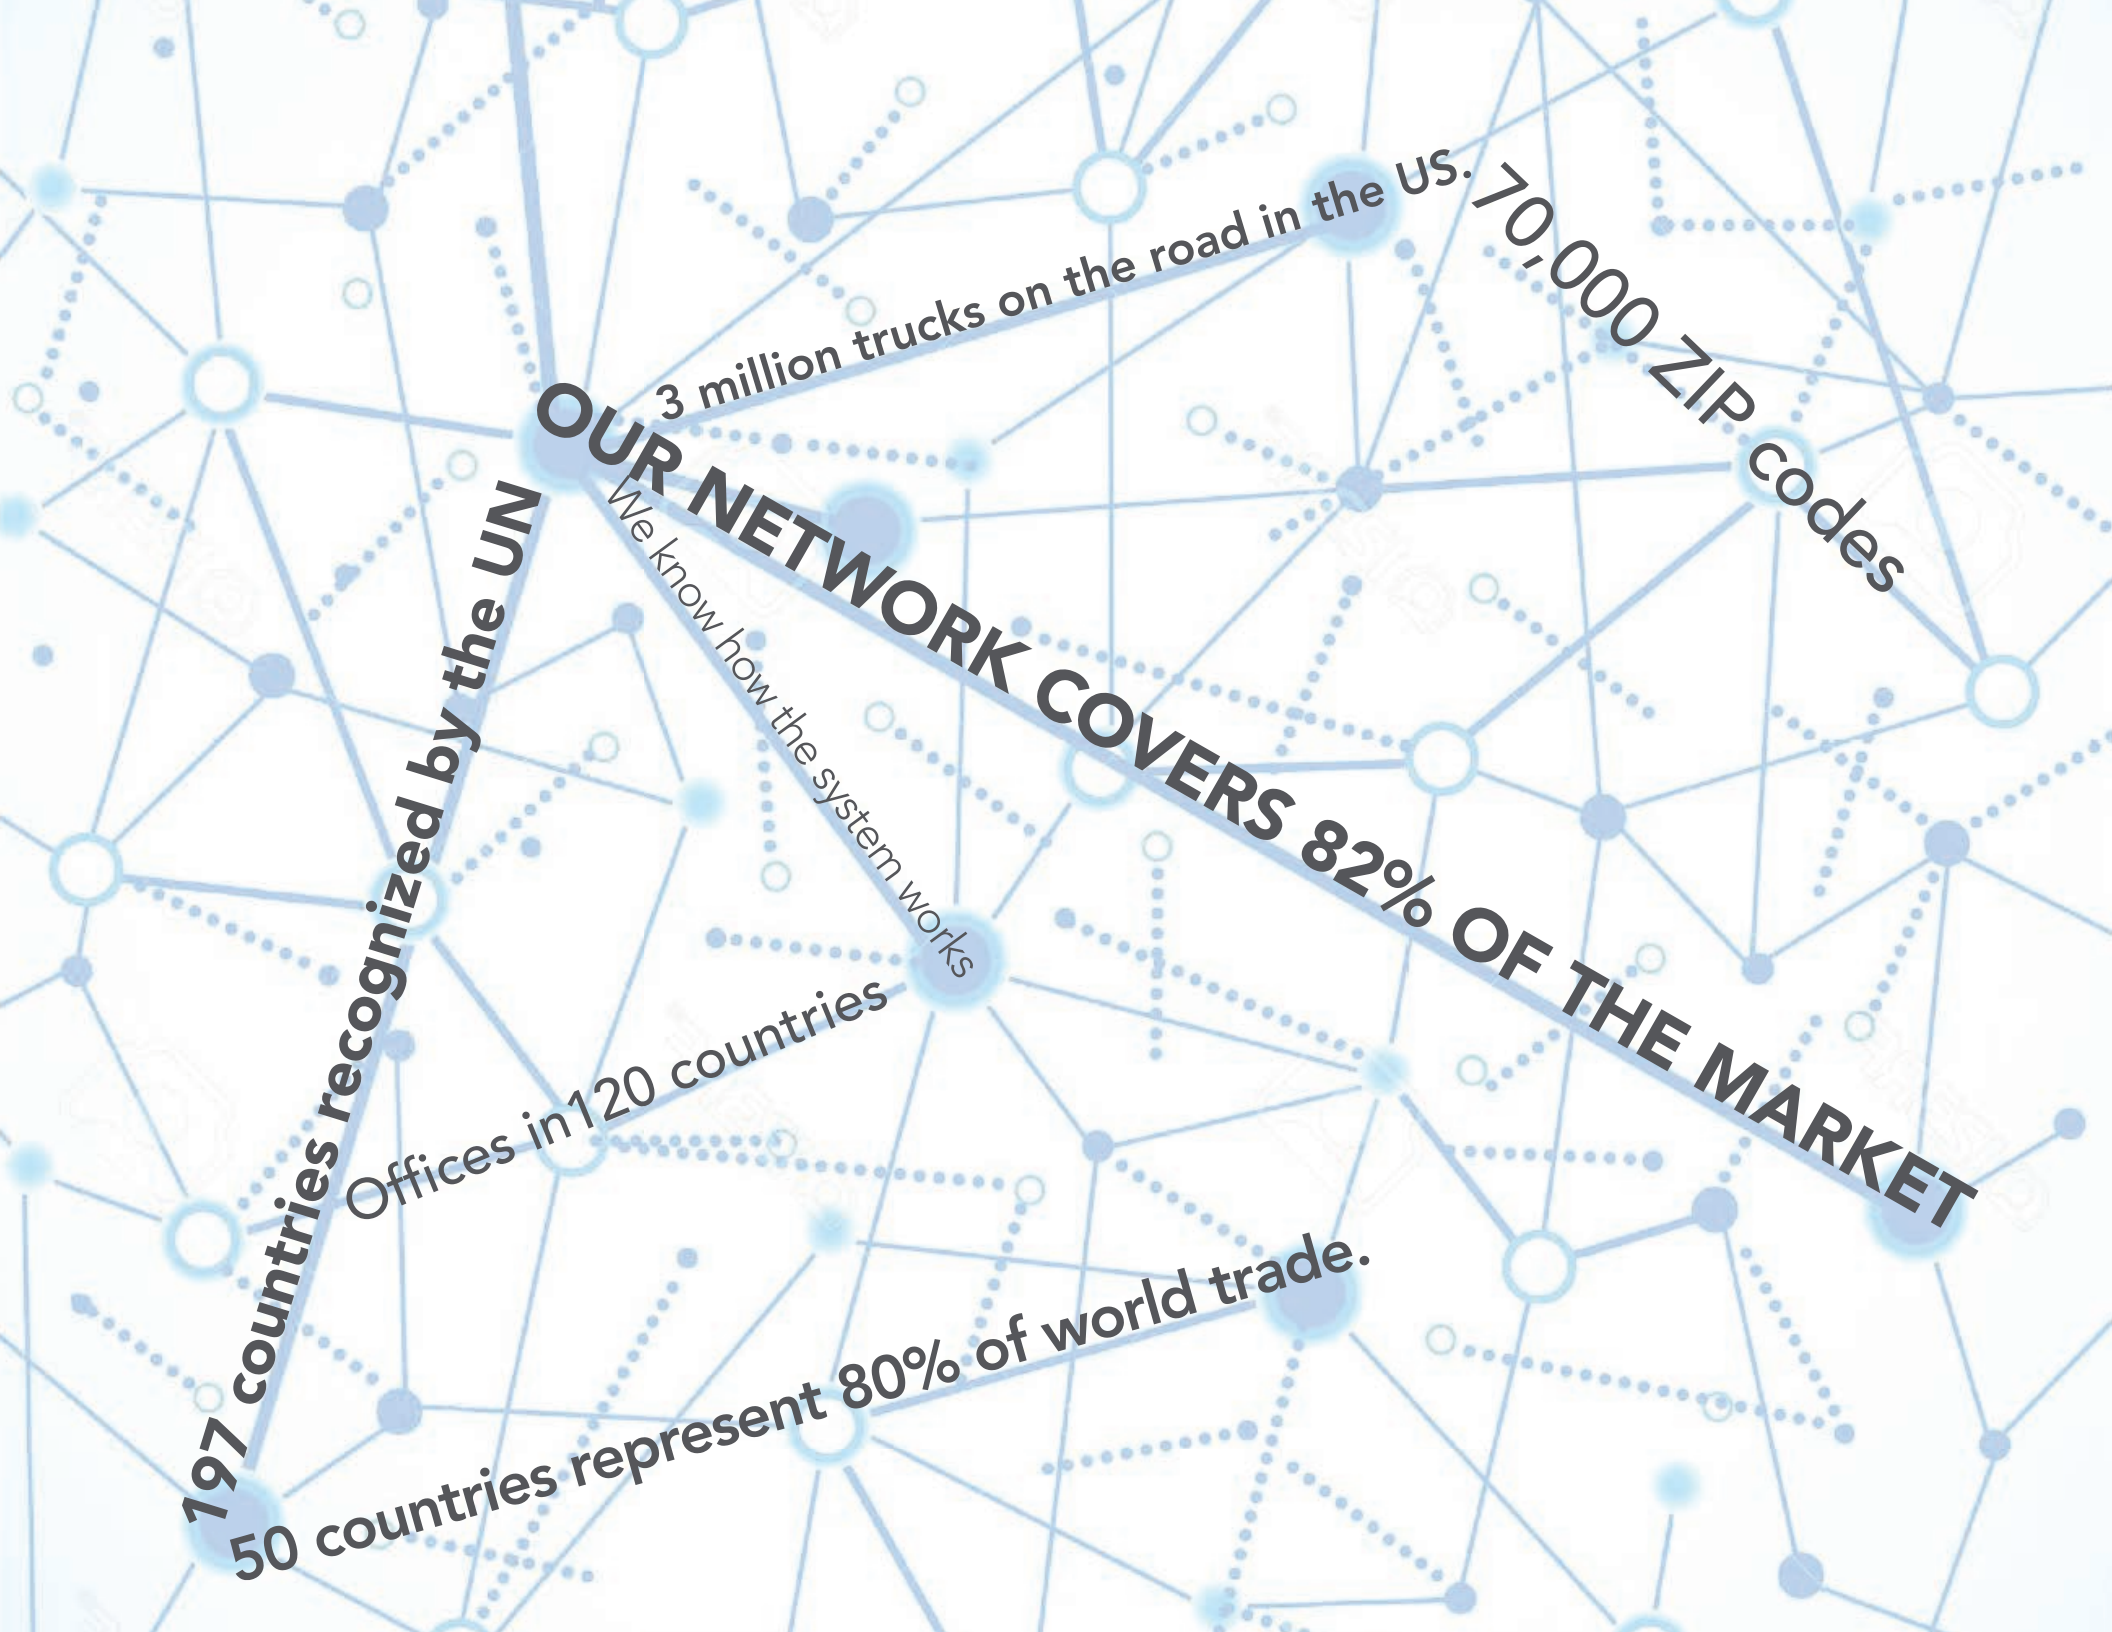 3 million trucks on the road in the US.
70,000 ZIP codes
OUR NETWORK COVERS 82% OF THE MARKET
We know how the system works
197 countries recognized by the UN
Offices in120 countries
50 countries represent 80% of world trade.